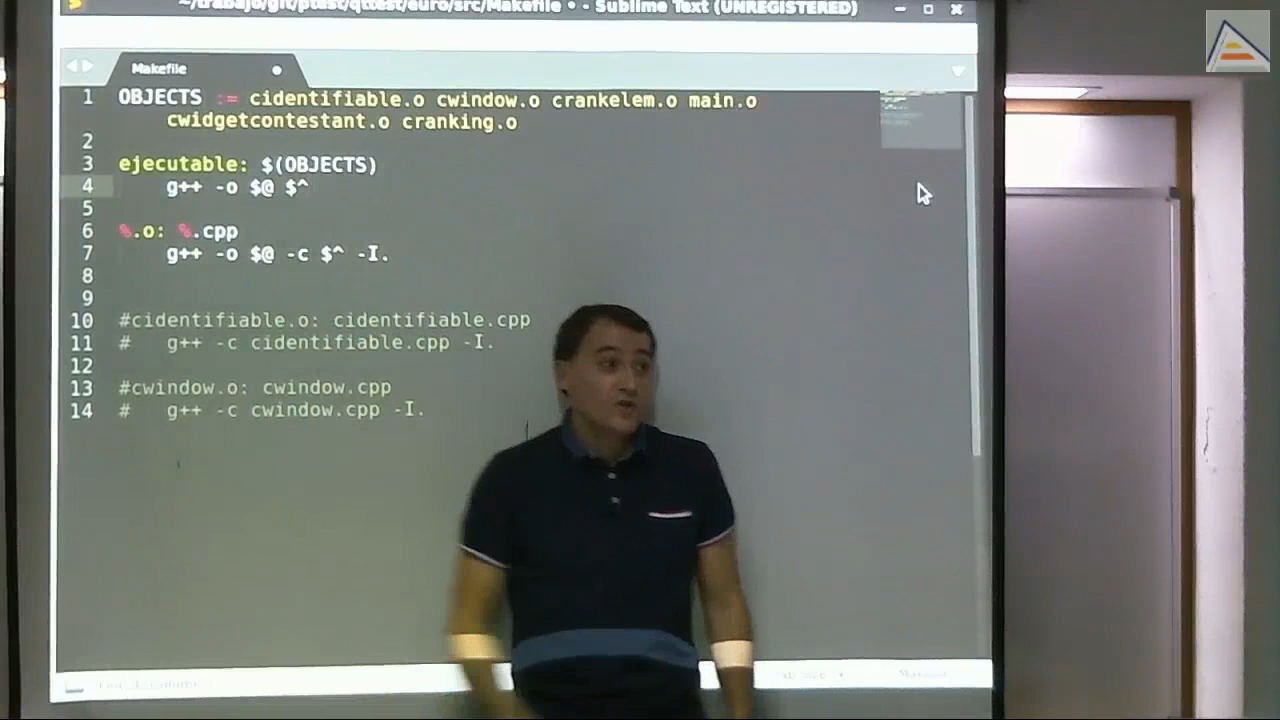 ~/trabajo/git/ptest/qttest/euro/src/Makefile • - Sublime Text (UNREGISTERED)
Makefile
1 OBJECTS := cidentifiable.o cwindow.o crankelem.o main.o
cwidgetcontestant.o cranking.o
2
3 ejecutable: $(OBJECTS)
4 g++ -o $@ $^
5
6 %.o: %.cpp
7 g++ -o $@ -c $^ -I.
8
9
10 #cidentifiable.o: cidentifiable.cpp
11 # g++ -c cidentifiable.cpp -I.
12
13 #cwindow.o: cwindow.cpp
14 # g++ -c cwindow.cpp -I.